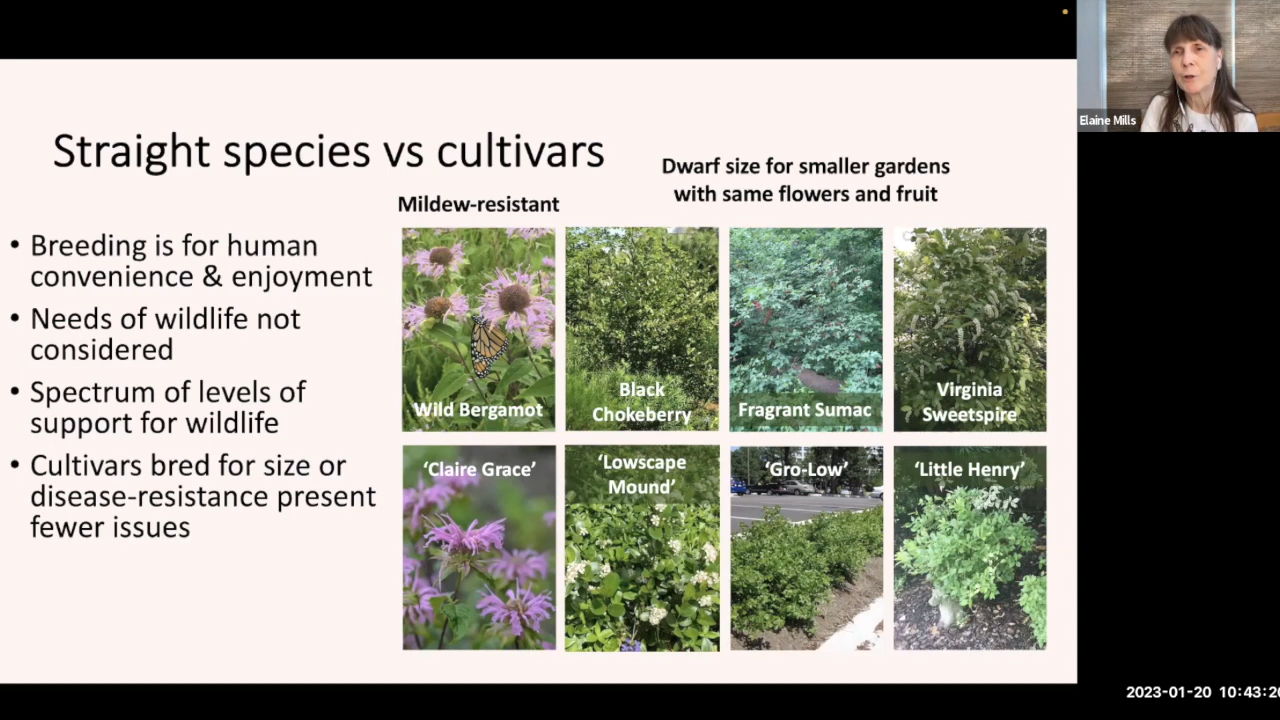 Elaine Mills
Straight species vs cultivars
Dwarf size for smaller gardens
with same flowers and fruit
Mildew-resistant
• Breeding is for human
convenience & enjoyment
• Needs of wildlife not
considered
• Spectrum of levels of
support for wildlife
• Cultivars bred for size or
disease-resistance present
fewer issues
Wild Bergamot
Black
Chokeberry
Fragrant Sumac
Virginia
Sweetspire
‘Claire Grace’
‘Lowscape
Mound’
‘Gro-Low’
‘Little Henry’
2023-01-20 10:43:20